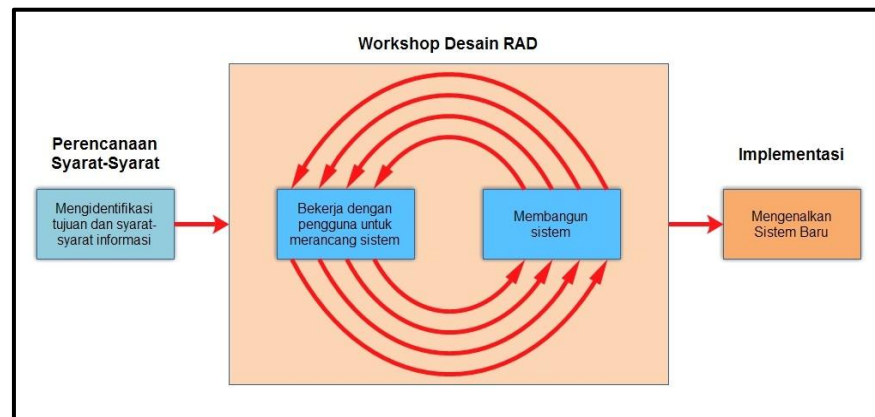 Workshop Desain RAD
Perencanaan
Syarat-Syarat
Mengidentifikasi
tujuan dan syarat-
syarat informasi
Bekerja dengan
pengguna untuk
merancang sistem
Membangun
sistem
Implementasi
Mengenalkan
Sistem Baru